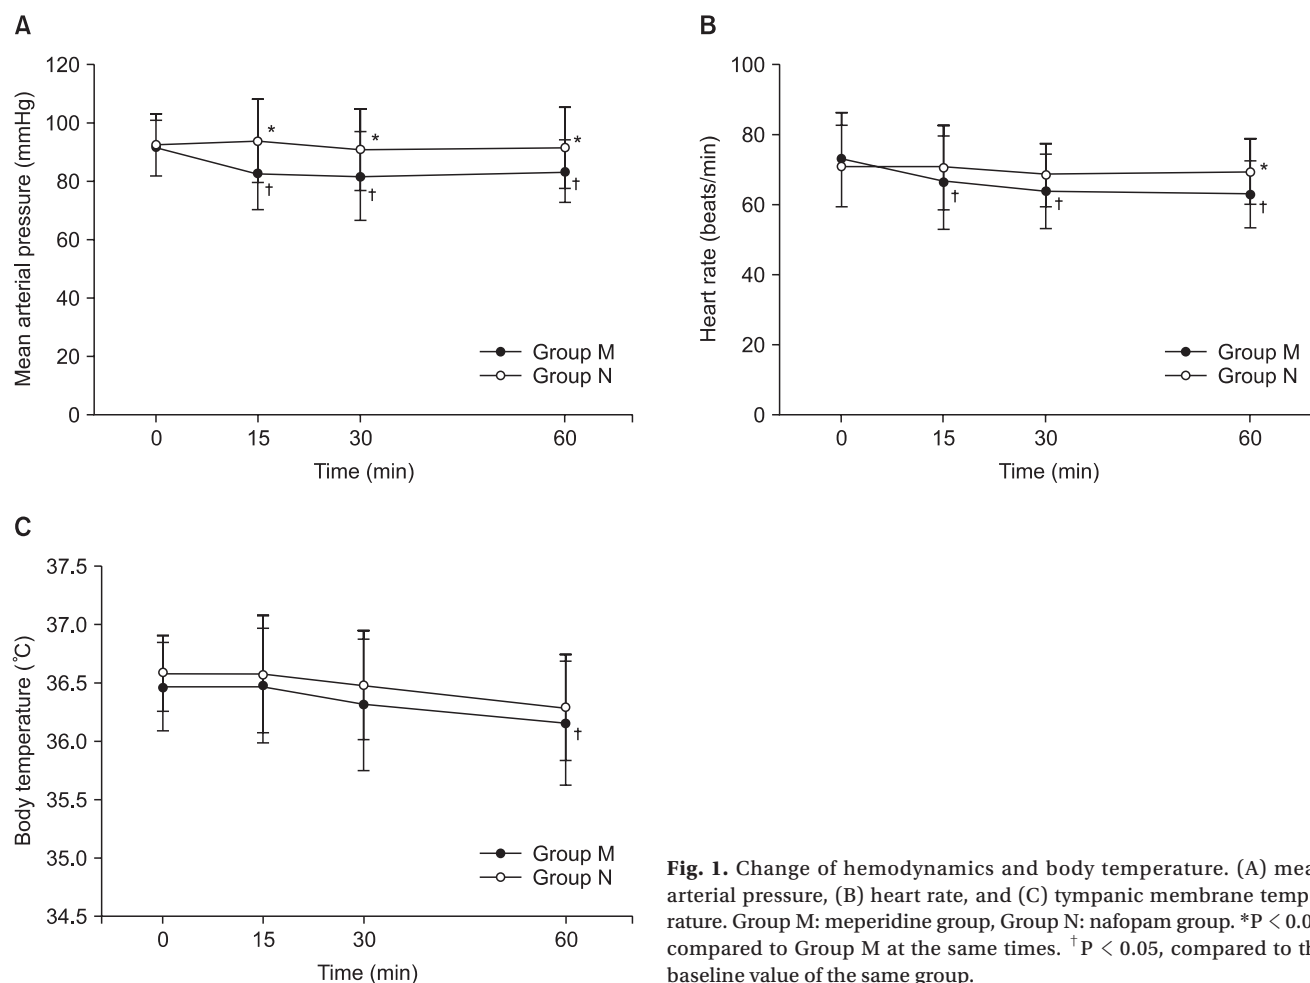 A
120
100
80
60
40
20
0
Mean arterial pressure (mmHg)
* * *
† † †
Group M
Group N
0 15 30 60
Time (min)
B
100
80
60
40
20
0
Heart rate (beats/min)
*
† † †
Group M
Group N
0 15 30 60
Time (min)
C
37.5
37.0
36.5
36.0
35.5
35.0
34.5
Body temperature (°C)
†
Group M
Group N
0 15 30 60
Time (min)
Fig. 1. Change of hemodynamics and body temperature. (A)
arterial pressure, (B) heart rate, and (C) tympanic membrane
rature. Group M: meperidine group, Group N: nafopam group. *P <
compared to Group M at the same times. †P < 0.05, compared to
baseline value of the same group.